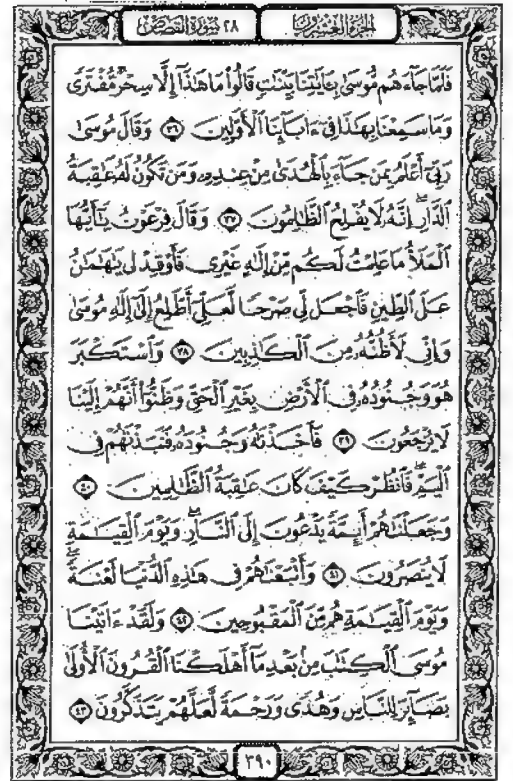 الجزء العشرون
٢٨ سورة القصص
فَلَمَّا جَآءَهُم مُّوسَىٰ بِـَٔايَـٰتِنَا بَيِّنَـٰتٍ قَالُوا۟ مَا هَـٰذَآ إِلَّا سِحْرٌ مُّفْتَرًى
وَمَا سَمِعْنَا بِهَـٰذَا فِىٓ ءَابَآئِنَا ٱلْأَوَّلِينَ ٣٦ وَقَالَ مُوسَىٰ
رَبِّىٓ أَعْلَمُ بِمَن جَآءَ بِٱلْهُدَىٰ مِنْ عِندِهِۦ وَمَن تَكُونُ لَهُۥ عَـٰقِبَةُ
ٱلدَّارِ ۖ إِنَّهُۥ لَا يُفْلِحُ ٱلظَّـٰلِمُونَ ٣٧ وَقَالَ فِرْعَوْنُ يَـٰٓأَيُّهَا
ٱلْمَلَأُ مَا عَلِمْتُ لَكُم مِّنْ إِلَـٰهٍ غَيْرِى فَأَوْقِدْ لِى يَـٰهَـٰمَـٰنُ
عَلَى ٱلطِّينِ فَٱجْعَل لِّى صَرْحًا لَّعَلِّىٓ أَطَّلِعُ إِلَىٰٓ إِلَـٰهِ مُوسَىٰ
وَإِنِّى لَأَظُنُّهُۥ مِنَ ٱلْكَـٰذِبِينَ ٣٨ وَٱسْتَكْبَرَ
هُوَ وَجُنُودُهُۥ فِى ٱلْأَرْضِ بِغَيْرِ ٱلْحَقِّ وَظَنُّوٓا۟ أَنَّهُمْ إِلَيْنَا
لَا يُرْجَعُونَ ٣٩ فَأَخَذْنَـٰهُ وَجُنُودَهُۥ فَنَبَذْنَـٰهُمْ فِى
ٱلْيَمِّ ۖ فَٱنظُرْ كَيْفَ كَانَ عَـٰقِبَةُ ٱلظَّـٰلِمِينَ ٤٠
وَجَعَلْنَـٰهُمْ أَئِمَّةً يَدْعُونَ إِلَى ٱلنَّارِ ۖ وَيَوْمَ ٱلْقِيَـٰمَةِ
لَا يُنصَرُونَ ٤١ وَأَتْبَعْنَـٰهُمْ فِى هَـٰذِهِ ٱلدُّنْيَا لَعْنَةً ۖ
وَيَوْمَ ٱلْقِيَـٰمَةِ هُم مِّنَ ٱلْمَقْبُوحِينَ ٤٢ وَلَقَدْ ءَاتَيْنَا
مُوسَى ٱلْكِتَـٰبَ مِنۢ بَعْدِ مَآ أَهْلَكْنَا ٱلْقُرُونَ ٱلْأُولَىٰ
بَصَآئِرَ لِلنَّاسِ وَهُدًى وَرَحْمَةً لَّعَلَّهُمْ يَتَذَكَّرُونَ ٤٣
٣٩٠